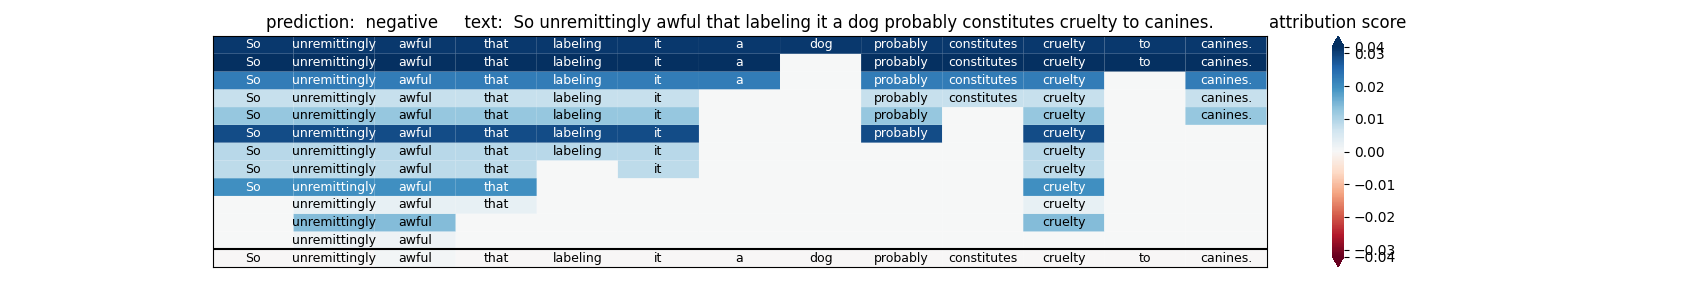 prediction:  negative      text:  So unremittingly awful that labeling it a dog probably constitutes cruelty to canines.      attribution score
So unremittingly awful that labeling it a dog probably constitutes cruelty to canines.
So unremittingly awful that labeling it a probably constitutes cruelty to canines.
So unremittingly awful that labeling it a probably constitutes cruelty canines.
So unremittingly awful that labeling it probably constitutes cruelty canines.
So unremittingly awful that labeling it probably cruelty canines.
So unremittingly awful that labeling it probably cruelty
So unremittingly awful that labeling it cruelty
So unremittingly awful that it cruelty
So unremittingly awful that cruelty
unremittingly awful that cruelty
unremittingly awful cruelty
unremittingly awful
So unremittingly awful that labeling it a dog probably constitutes cruelty to canines.
0.04
0.03
0.02
0.01
0.00
−0.01
−0.02
−0.03
−0.04